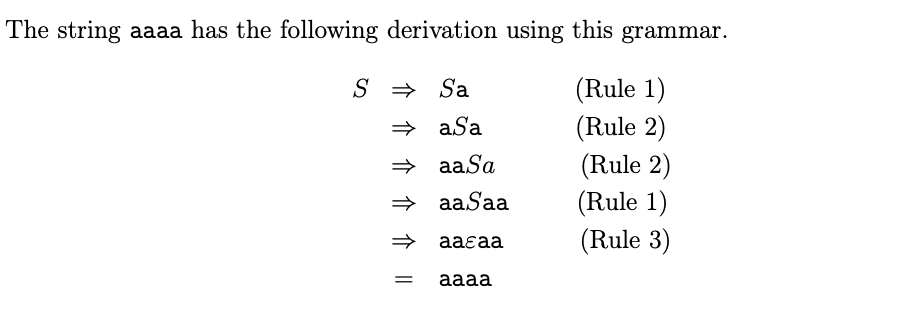 The string aaaa has the following derivation using this grammar.
S ⇒ Sa (Rule 1)
⇒ aSa (Rule 2)
⇒ aaSa (Rule 2)
⇒ aaSaa (Rule 1)
⇒ aaεaa (Rule 3)
= aaaa